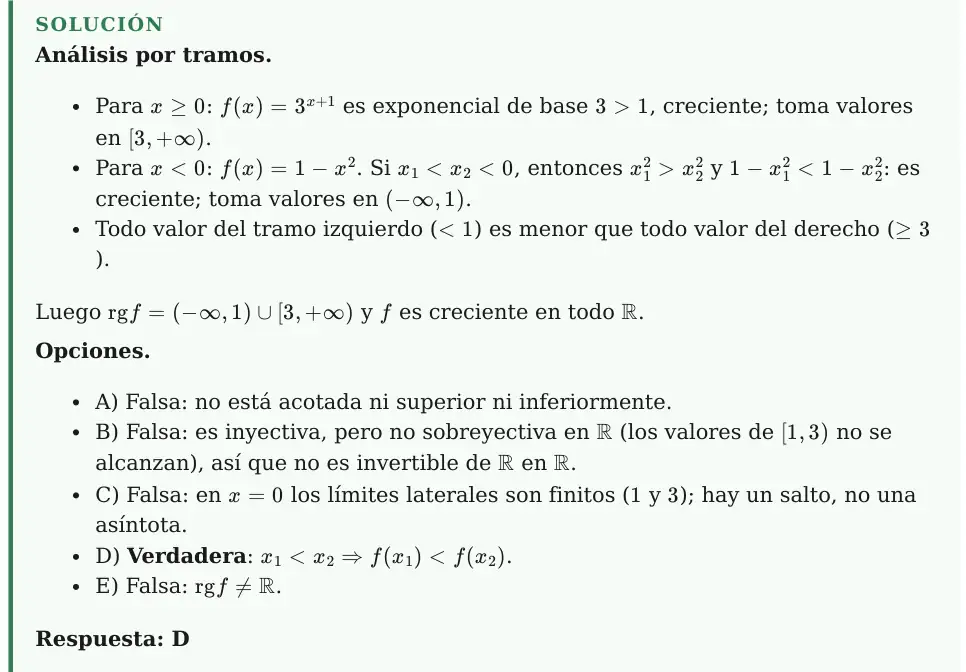 SOLUCIÓN
Análisis por tramos.
• Para x ≥ 0: f(x) = 3^{x+1} es exponencial de base 3 > 1, creciente; toma valores
en [3, +∞).
• Para x < 0: f(x) = 1 − x². Si x₁ < x₂ < 0, entonces x₁² > x₂² y 1 − x₁² < 1 − x₂²: es
creciente; toma valores en (−∞, 1).
• Todo valor del tramo izquierdo (< 1) es menor que todo valor del derecho (≥ 3
).
Luego rgf = (−∞, 1) ∪ [3, +∞) y f es creciente en todo ℝ.
Opciones.
• A) Falsa: no está acotada ni superior ni inferiormente.
• B) Falsa: es inyectiva, pero no sobreyectiva en ℝ (los valores de [1, 3) no se
alcanzan), así que no es invertible de ℝ en ℝ.
• C) Falsa: en x = 0 los límites laterales son finitos (1 y 3); hay un salto, no una
asíntota.
• D) Verdadera: x₁ < x₂ ⇒ f(x₁) < f(x₂).
• E) Falsa: rgf ≠ ℝ.
Respuesta: D